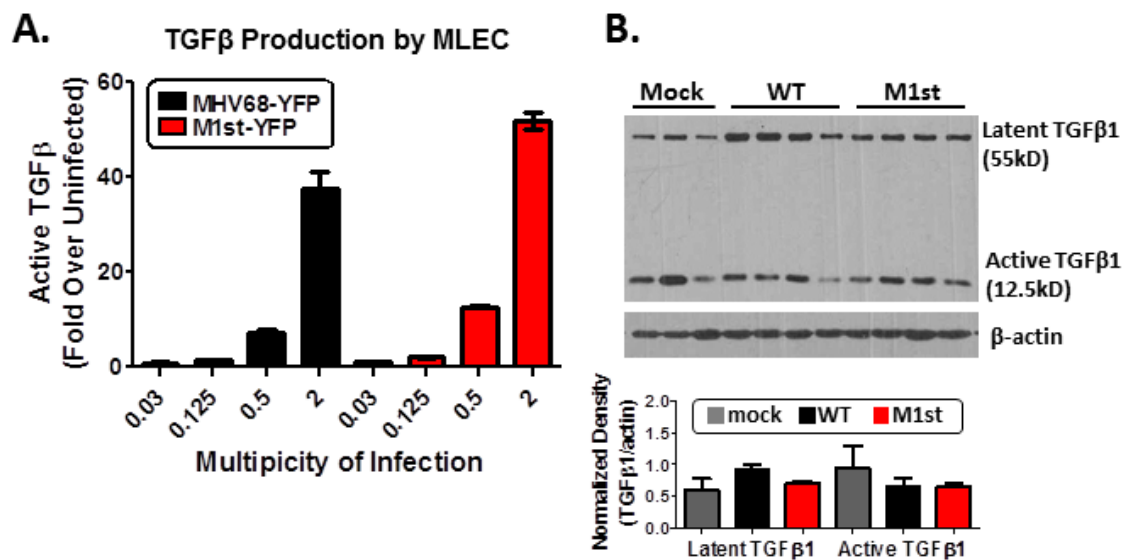 A.
TGFβ Production by MLEC
Active TGFβ
(Fold Over Uninfected)
60
40
20
0
MHV68-YFP
M1st-YFP
0.03 0.125 0.5 2 0.03 0.125 0.5 2
Multipicity of Infection
B.
Mock WT M1st
Latent TGFβ1
(55kD)
Active TGFβ1
(12.5kD)
β-actin
Normalized Density
(TGFβ1/actin)
2.0
1.5
1.0
0.5
0.0
mock WT M1st
Latent TGFβ1 Active TGFβ1